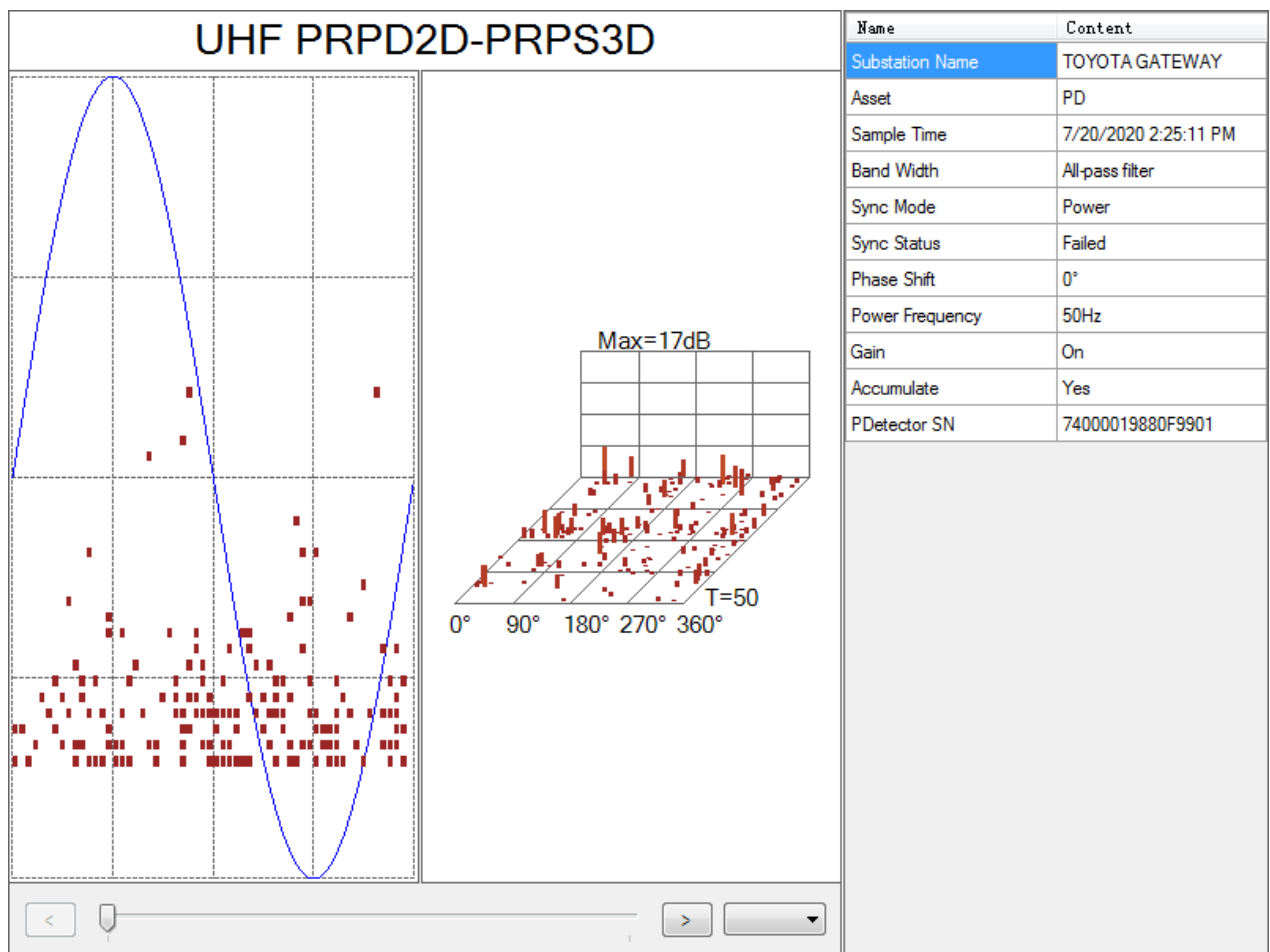 UHF PRPD2D-PRPS3D
Max=17dB
T=50
0° 90° 180° 270° 360°
<
>
Name Content
Substation Name TOYOTA GATEWAY
Asset PD
Sample Time 7/20/2020 2:25:11 PM
Band Width All-pass filter
Sync Mode Power
Sync Status Failed
Phase Shift 0°
Power Frequency 50Hz
Gain On
Accumulate Yes
PDetector SN 74000019880F9901